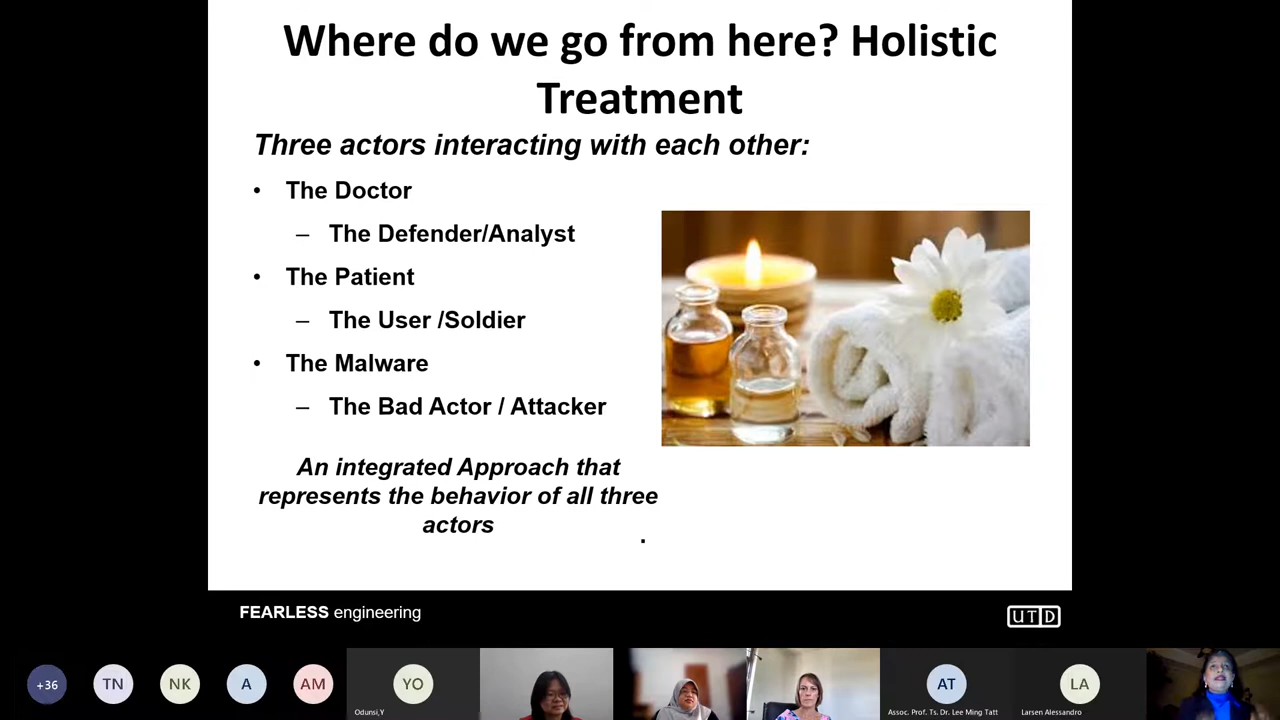 Where do we go from here? Holistic
Treatment
Three actors interacting with each other:
• The Doctor
– The Defender/Analyst
• The Patient
– The User /Soldier
• The Malware
– The Bad Actor / Attacker
An integrated Approach that
represents the behavior of all three
actors
.
FEARLESS engineering
UTD
+36
TN
NK
A
AM
YO
AT
LA
Odunsi,Y
Assoc. Prof. Ts. Dr. Lee Ming Tatt
Larsen Alessandro